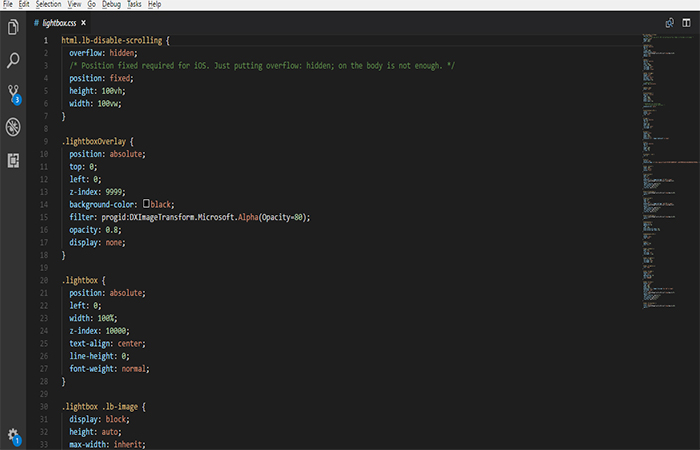 File Edit Selection View Go Debug Tasks Help
# lightbox.css ×
1 html.lb-disable-scrolling {
2 overflow: hidden;
3 /* Position fixed required for iOS. Just putting overflow: hidden; on the body is not enough. */
4 position: fixed;
5 height: 100vh;
6 width: 100vw;
7 }
8
9 .lightboxOverlay {
10 position: absolute;
11 top: 0;
12 left: 0;
13 z-index: 9999;
14 background-color: black;
15 filter: progid:DXImageTransform.Microsoft.Alpha(Opacity=80);
16 opacity: 0.8;
17 display: none;
18 }
19
20 .lightbox {
21 position: absolute;
22 left: 0;
23 width: 100%;
24 z-index: 10000;
25 text-align: center;
26 line-height: 0;
27 font-weight: normal;
28 }
29
30 .lightbox .lb-image {
31 display: block;
32 height: auto;
33 max-width: inherit;
3
1